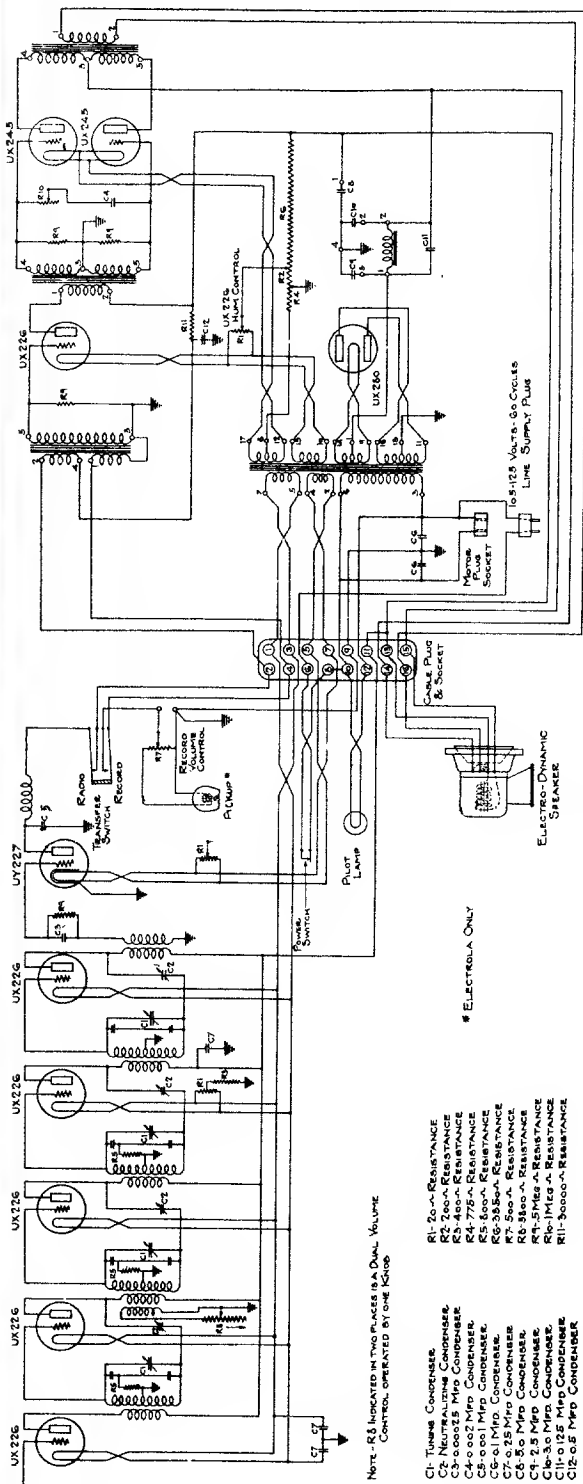 UX226
UX226
UX226
UX226
UX226
UY227
UX226
UX245
UX245
RADIO
TRANSFER
SWITCH
RECORD
R7
RECORD
VOLUME
CONTROL
PICKUP *
POWER
SWITCH
PILOT
LAMP
CABLE PLUG
& SOCKET
ELECTRO-DYNAMIC
SPEAKER
UX 226
HUM CONTROL
UX280
MOTOR
PLUG
SOCKET
105-125 VOLTS-60 CYCLES
LINE SUPPLY PLUG
* ELECTROLA ONLY
NOTE - R8 INDICATED IN TWO PLACES IS A DUAL VOLUME
CONTROL OPERATED BY ONE KNOB
C1- TUNING CONDENSER
C2- NEUTRALIZING CONDENSER
C3-0.00025 MFD CONDENSER
C4-0.002 MFD CONDENSER
C5-0.001 MFD CONDENSER
C6-0.1 MFD. CONDENSER
C7-0.25 MFD CONDENSER
C8-5.0 MFD CONDENSER
C9-2.5 MFD CONDENSER
C10-3.0 MFD. CONDENSER
C11-0.125 MFD CONDENSER
C12-0.5 MFD CONDENSER
R1-20-Ω RESISTANCE
R2-200-Ω RESISTANCE
R3-400-Ω RESISTANCE
R4-775-Ω RESISTANCE
R5-800-Ω RESISTANCE
R6-3850-Ω RESISTANCE
R7-500-Ω RESISTANCE
R8-3800-Ω RESISTANCE
R9-.5 MEG-Ω RESISTANCE
R10-1 MEG-Ω RESISTANCE
R11-30000-Ω RESISTANCE